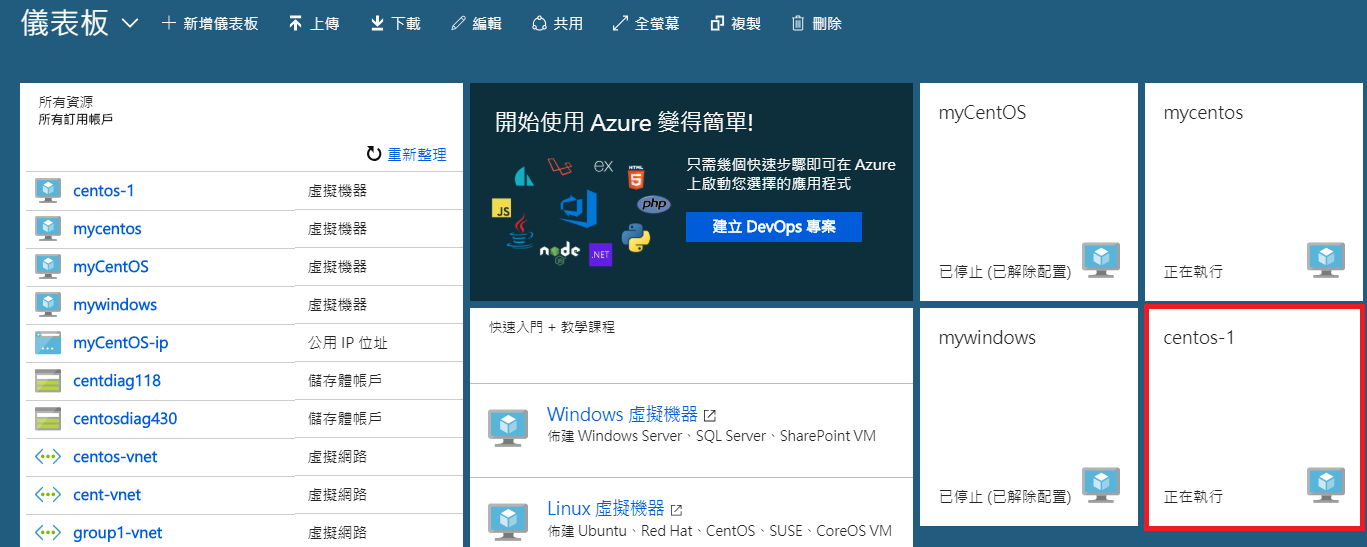 儀表板
新增儀表板 上傳 下載 編輯 共用 全螢幕 複製 刪除
所有資源
所有訂用帳戶
重新整理
centos-1 虛擬機器
mycentos 虛擬機器
myCentOS 虛擬機器
mywindows 虛擬機器
myCentOS-ip 公用 IP 位址
centdiag118 儲存體帳戶
centosdiag430 儲存體帳戶
centos-vnet 虛擬網路
cent-vnet 虛擬網路
group1-vnet 虛擬網路
開始使用 Azure 變得簡單!
ex
HTML
5
JS
php
node
.NET
只需幾個快速步驟即可在 Azure
上啟動您選擇的應用程式
建立 DevOps 專案
快速入門 + 教學課程
Windows 虛擬機器
佈建 Windows Server、SQL Server、SharePoint VM
Linux 虛擬機器
佈建 Ubuntu、Red Hat、CentOS、SUSE、CoreOS VM
myCentOS
已停止 (已解除配置)
mycentos
正在執行
mywindows
已停止 (已解除配置)
centos-1
正在執行